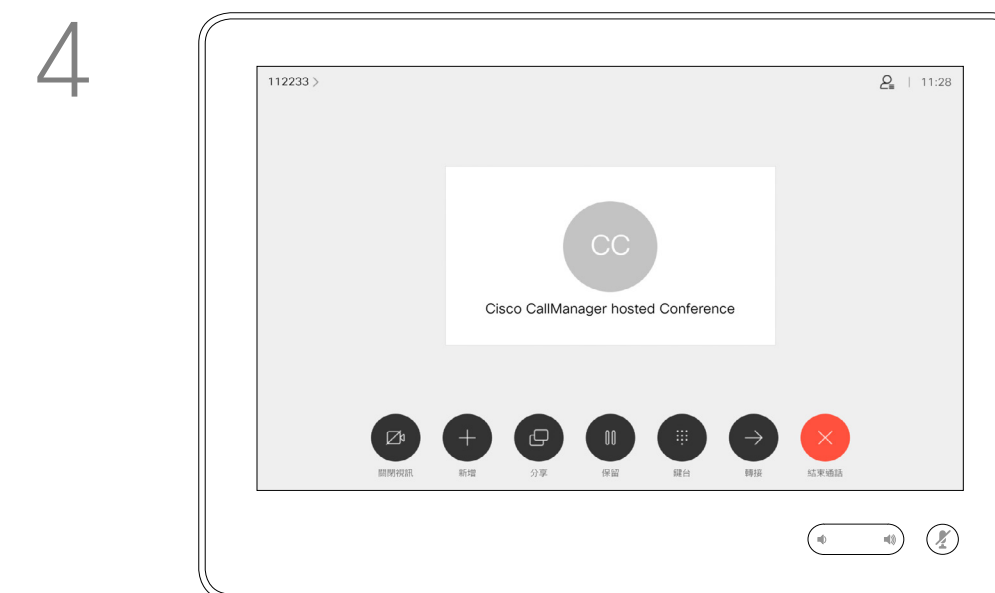 4
112233 >
11:28
CC
Cisco CallManager hosted Conference
關閉視訊 新增 分享 保留 鍵台 轉接 結束通話